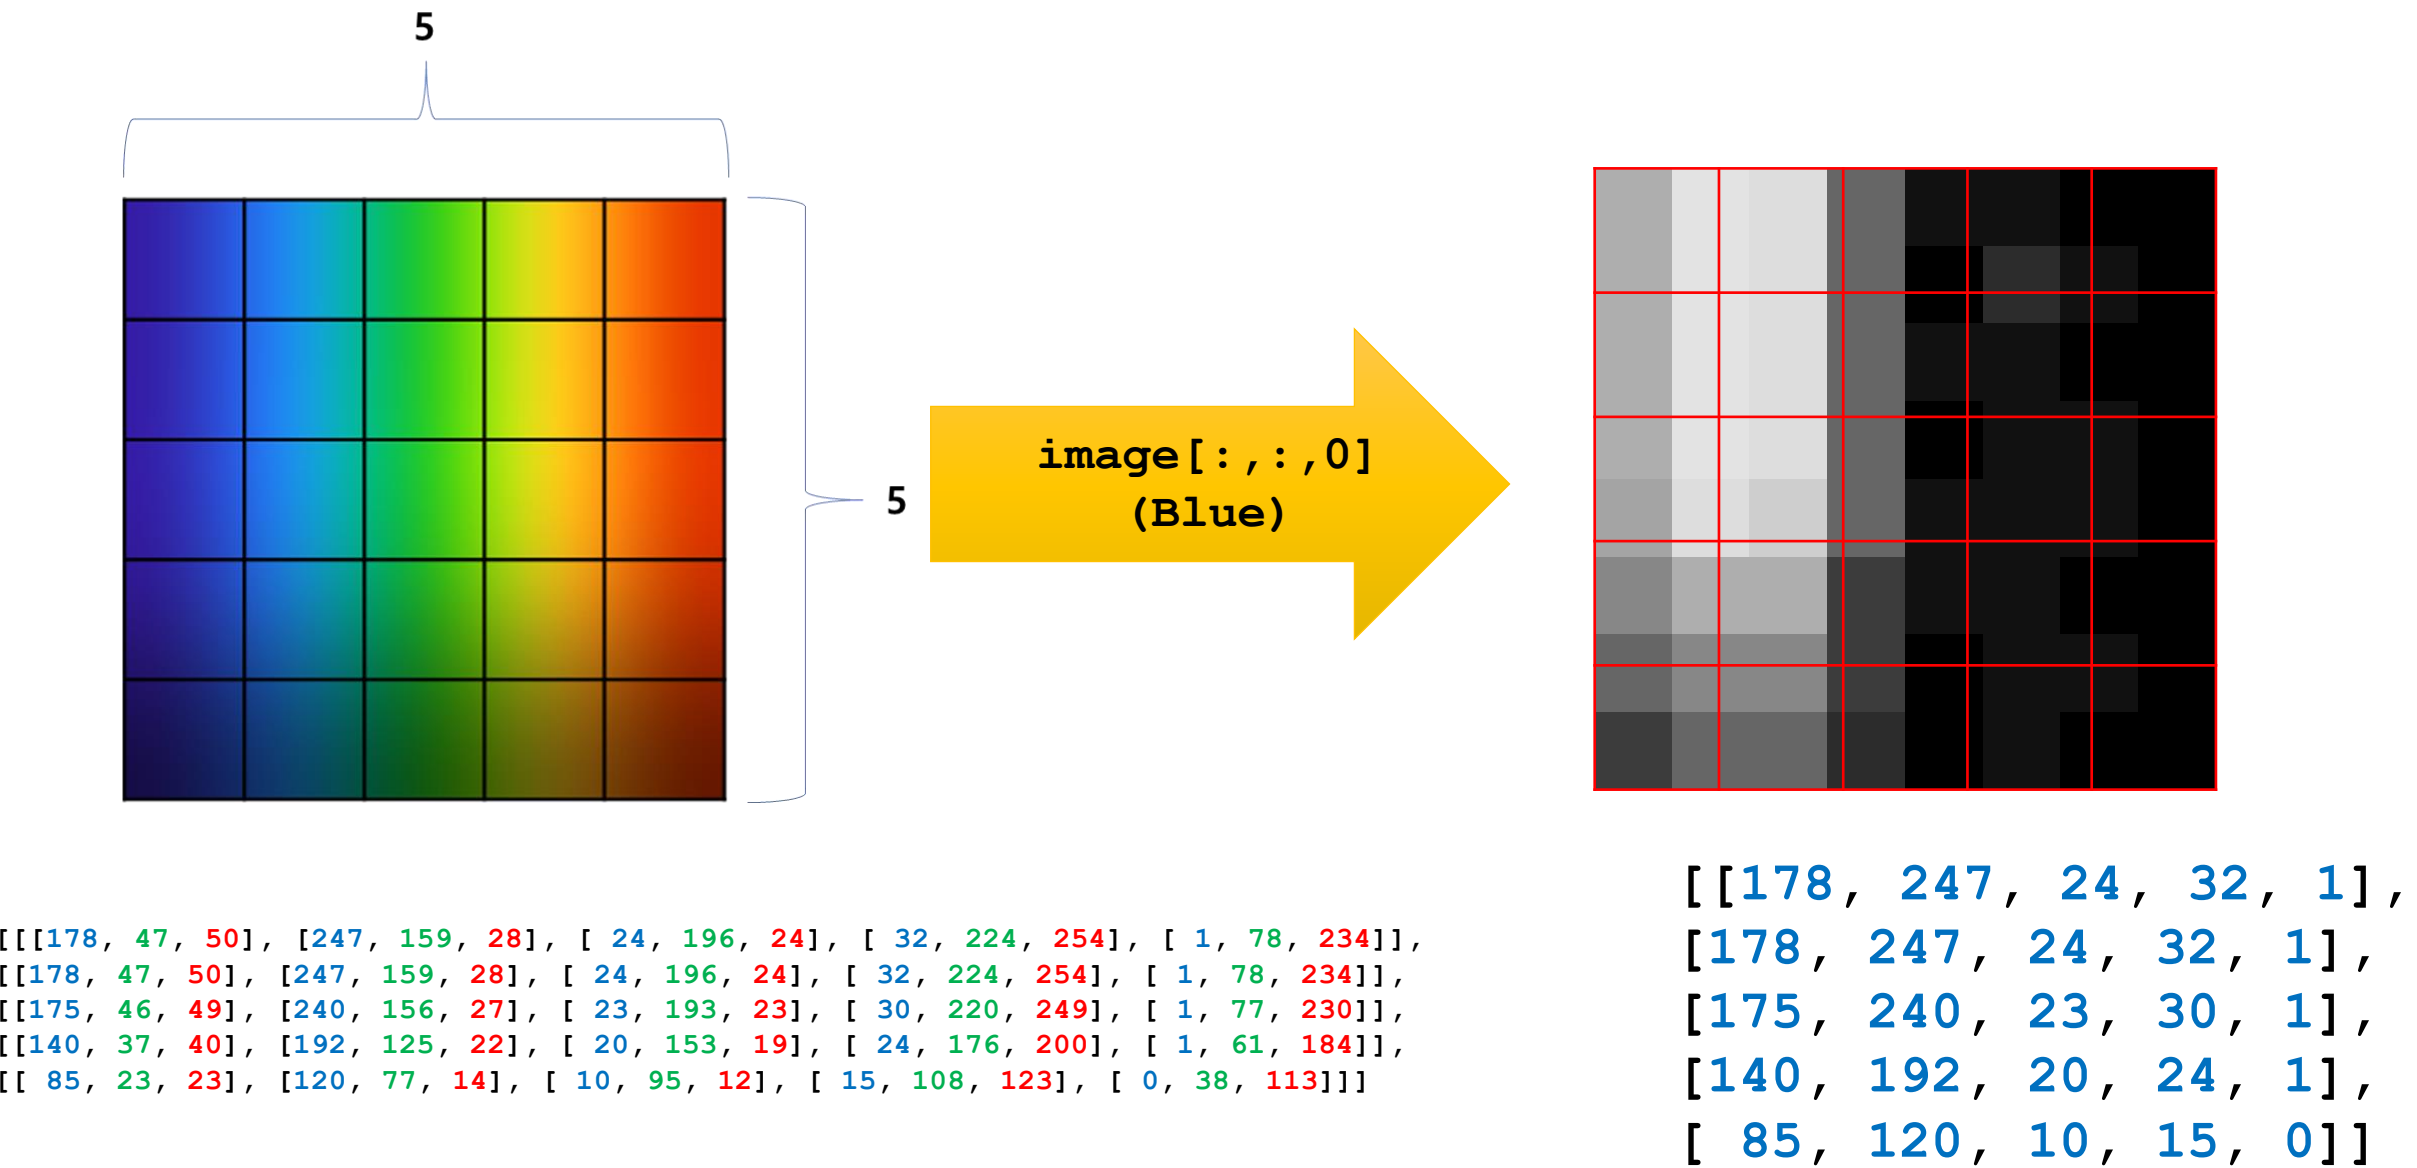 5
5
image[:,:,0]
(Blue)
[[[178, 47, 50], [247, 159, 28], [ 24, 196, 24], [ 32, 224, 254], [ 1, 78, 234]],
[[178, 47, 50], [247, 159, 28], [ 24, 196, 24], [ 32, 224, 254], [ 1, 78, 234]],
[[175, 46, 49], [240, 156, 27], [ 23, 193, 23], [ 30, 220, 249], [ 1, 77, 230]],
[[140, 37, 40], [192, 125, 22], [ 20, 153, 19], [ 24, 176, 200], [ 1, 61, 184]],
[[ 85, 23, 23], [120, 77, 14], [ 10, 95, 12], [ 15, 108, 123], [ 0, 38, 113]]]
[[178, 247, 24, 32, 1],
[178, 247, 24, 32, 1],
[175, 240, 23, 30, 1],
[140, 192, 20, 24, 1],
[ 85, 120, 10, 15, 0]]